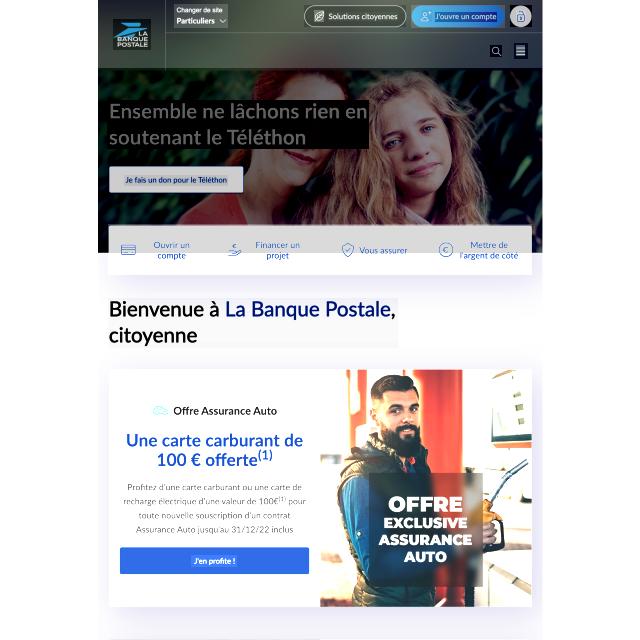 LA
BANQUE
POSTALE
Changer de site
Particuliers
Solutions citoyennes
J'ouvre un compte
Ensemble ne lâchons rien en
soutenant le Téléthon
Je fais un don pour le Téléthon
Ouvrir un
compte
Financer un
projet
Vous assurer
Mettre de
l'argent de côté
Bienvenue à La Banque Postale,
citoyenne
Offre Assurance Auto
Une carte carburant de
100 € offerte(1)
Profitez d'une carte carburant ou une carte de
recharge électrique d'une valeur de 100€(1) pour
toute nouvelle souscription d'un contrat
Assurance Auto jusqu'au 31/12/22 inclus
J'en profite !
OFFRE
EXCLUSIVE
ASSURANCE
AUTO